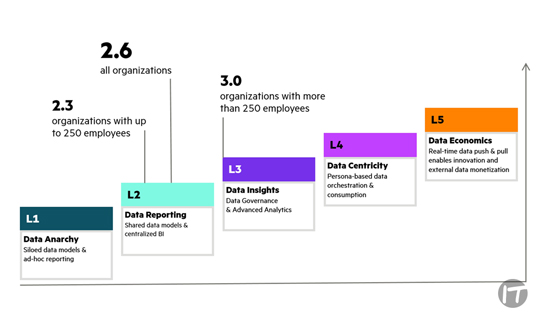 2.6
all organizations
2.3
organizations with up
to 250 employees
3.0
organizations with more
than 250 employees
L1
Data Anarchy
Siloed data models &
ad-hoc reporting
L2
Data Reporting
Shared data models &
centralized BI
L3
Data Insights
Data Governance
& Advanced Analytics
L4
Data Centricity
Persona-based data
orchestration &
consumption
L5
Data Economics
Real-time data push & pull
enables innovation and
external data monetization
IT